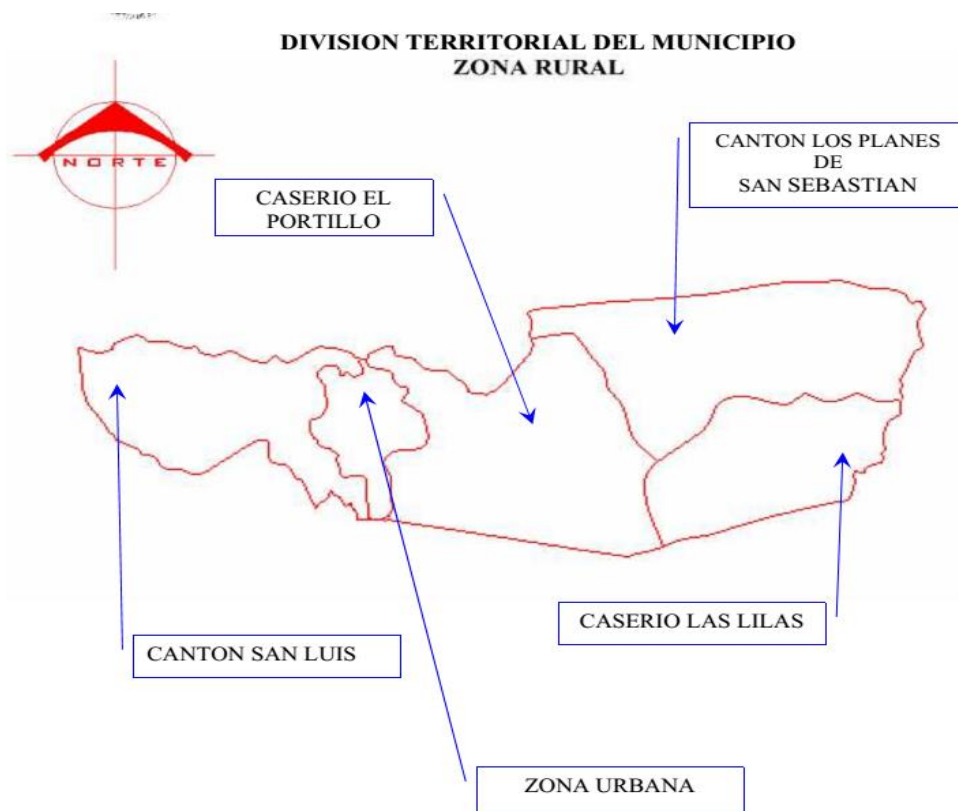 DIVISION TERRITORIAL DEL MUNICIPIO
ZONA RURAL
NORTE
CANTON LOS PLANES
DE
SAN SEBASTIAN
CASERIO EL
PORTILLO
CASERIO LAS LILAS
CANTON SAN LUIS
ZONA URBANA